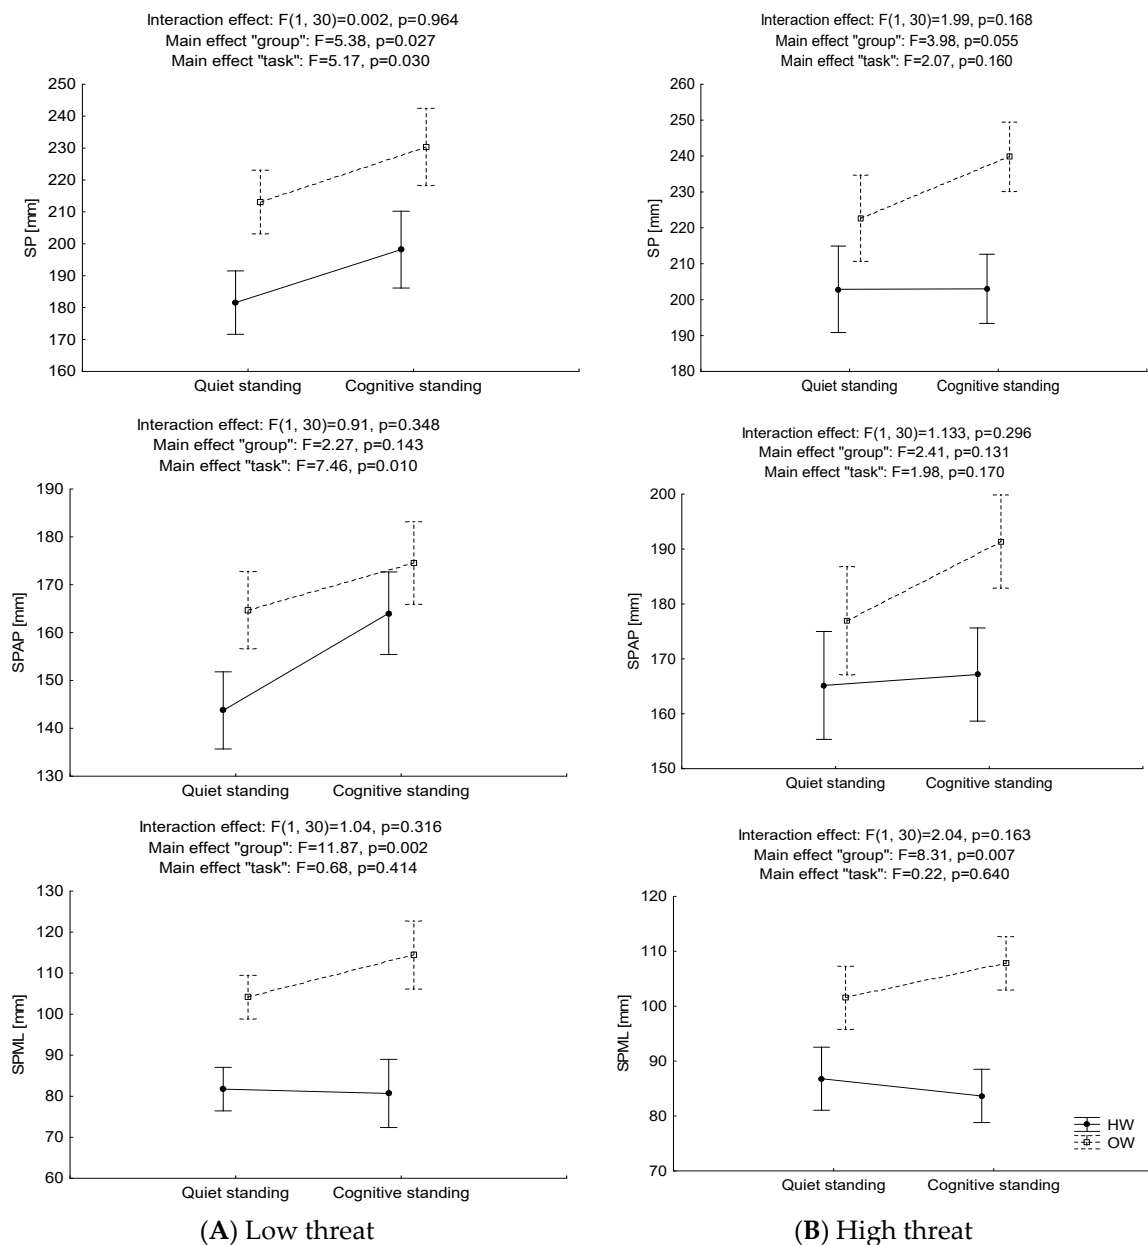 Interaction effect: F(1, 30)=0.002, p=0.964
Main effect "group": F=5.38, p=0.027
Main effect "task": F=5.17, p=0.030
250
240
230
220
210
200
190
180
170
160
SP [mm]
Quiet standing
Cognitive standing
Interaction effect: F(1, 30)=1.99, p=0.168
Main effect "group": F=3.98, p=0.055
Main effect "task": F=2.07, p=0.160
260
250
240
230
220
210
200
190
180
SP [mm]
Quiet standing
Cognitive standing
Interaction effect: F(1, 30)=0.91, p=0.348
Main effect "group": F=2.27, p=0.143
Main effect "task": F=7.46, p=0.010
190
180
170
160
150
140
130
SPAP [mm]
Quiet standing
Cognitive standing
Interaction effect: F(1, 30)=1.133, p=0.296
Main effect "group": F=2.41, p=0.131
Main effect "task": F=1.98, p=0.170
200
190
180
170
160
150
SPAP [mm]
Quiet standing
Cognitive standing
Interaction effect: F(1, 30)=1.04, p=0.316
Main effect "group": F=11.87, p=0.002
Main effect "task": F=0.68, p=0.414
130
120
110
100
90
80
70
60
SPML [mm]
Quiet standing
Cognitive standing
Interaction effect: F(1, 30)=2.04, p=0.163
Main effect "group": F=8.31, p=0.007
Main effect "task": F=0.22, p=0.640
120
110
100
90
80
70
SPML [mm]
Quiet standing
Cognitive standing
HW
OW
(A) Low threat
(B) High threat